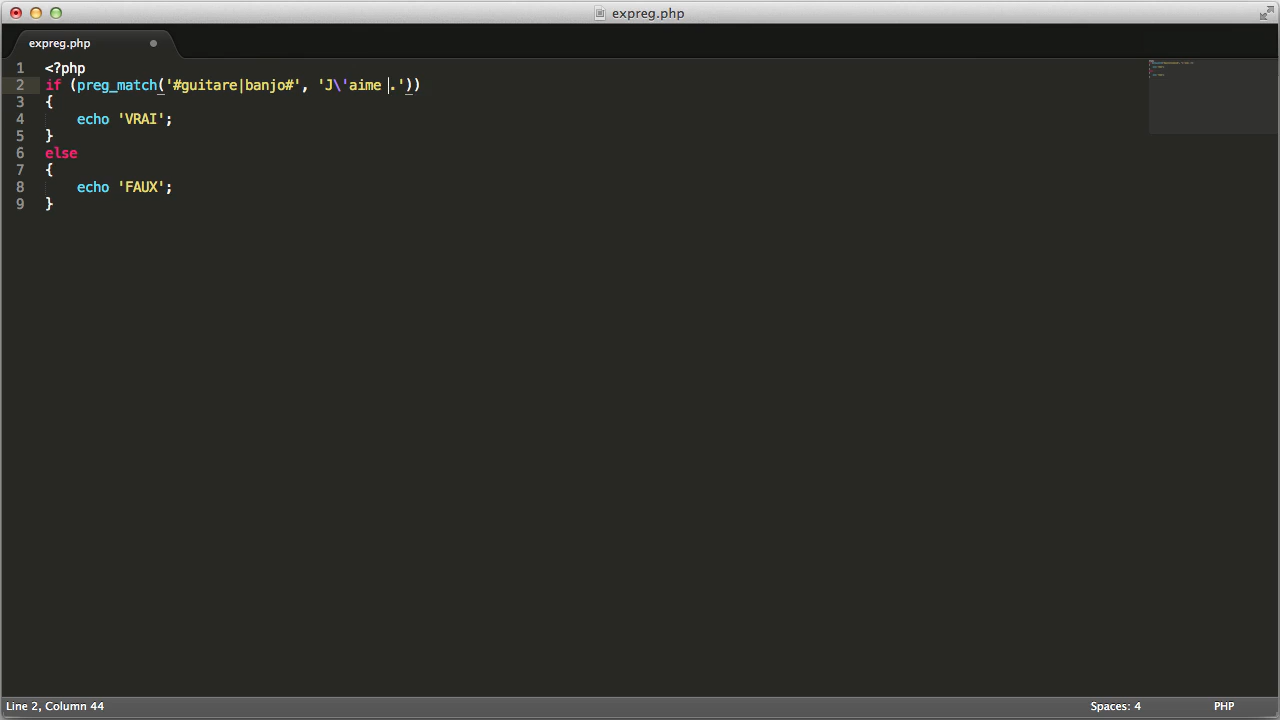 expreg.php
expreg.php
1 <?php
2 if (preg_match('#guitare|banjo#', 'J\'aime .'))
3 {
4     echo 'VRAI';
5 }
6 else
7 {
8     echo 'FAUX';
9 }
Line 2, Column 44
Spaces: 4
PHP